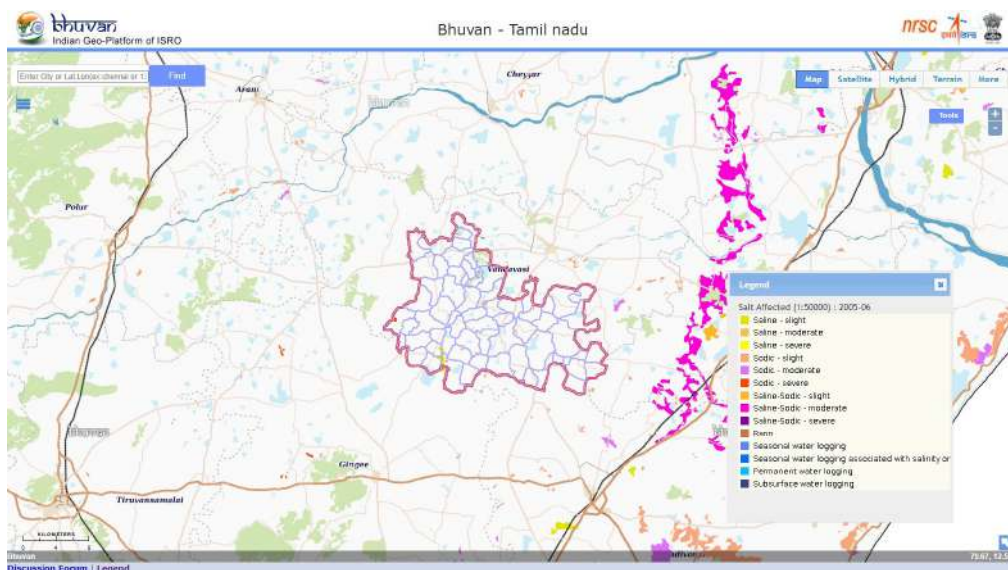 bhuvan
Indian Geo-Platform of ISRO
Bhuvan - Tamil nadu
nrsc
Find
Map Satellite Hybrid Terrain More
Tools
+
-
Arani
Cheyyar
Polur
Vandavasi
Gingee
Tiruvannamalai
Legend
Salt Affected (1:50000) : 2005-06
Saline - slight
Saline - moderate
Saline - severe
Sodic - slight
Sodic - moderate
Sodic - severe
Saline-Sodic - slight
Saline-Sodic - moderate
Saline-Sodic - severe
Rann
Seasonal water logging
Seasonal water logging associated with salinity or
Permanent water logging
Subsurface water logging
KILOMETERS
bhuvan
Discussion Forum | Legend